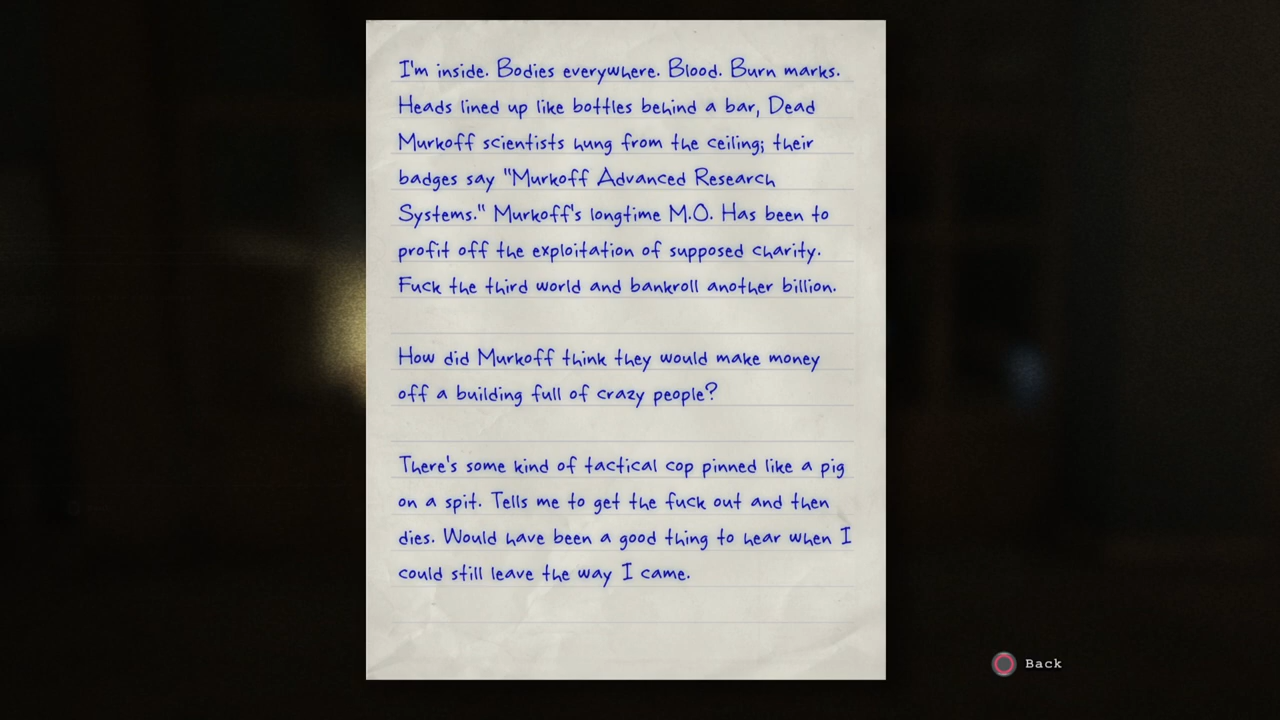 I'm inside. Bodies everywhere. Blood. Burn marks.
Heads lined up like bottles behind a bar, Dead
Murkoff scientists hung from the ceiling; their
badges say "Murkoff Advanced Research
Systems." Murkoff's longtime M.O. Has been to
profit off the exploitation of supposed charity.
Fuck the third world and bankroll another billion.
How did Murkoff think they would make money
off a building full of crazy people?
There's some kind of tactical cop pinned like a pig
on a spit. Tells me to get the fuck out and then
dies. Would have been a good thing to hear when I
could still leave the way I came.
Back